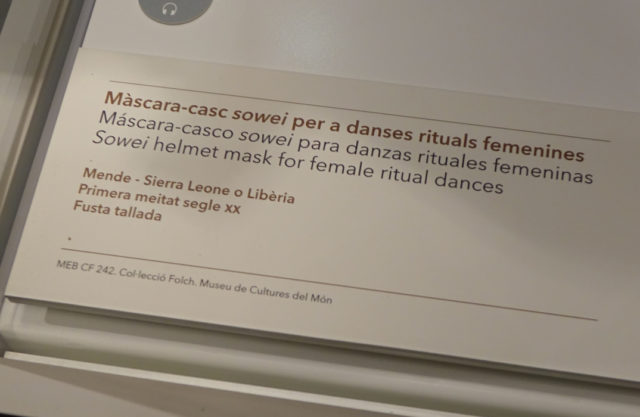 Màscara-casc sowei per a danses rituals femenines
Máscara-casco sowei para danzas rituales femeninas
Sowei helmet mask for female ritual dances
Mende - Sierra Leone o Libèria
Primera meitat segle XX
Fusta tallada
MEB CF 242. Col·lecció Folch. Museu de Cultures del Món